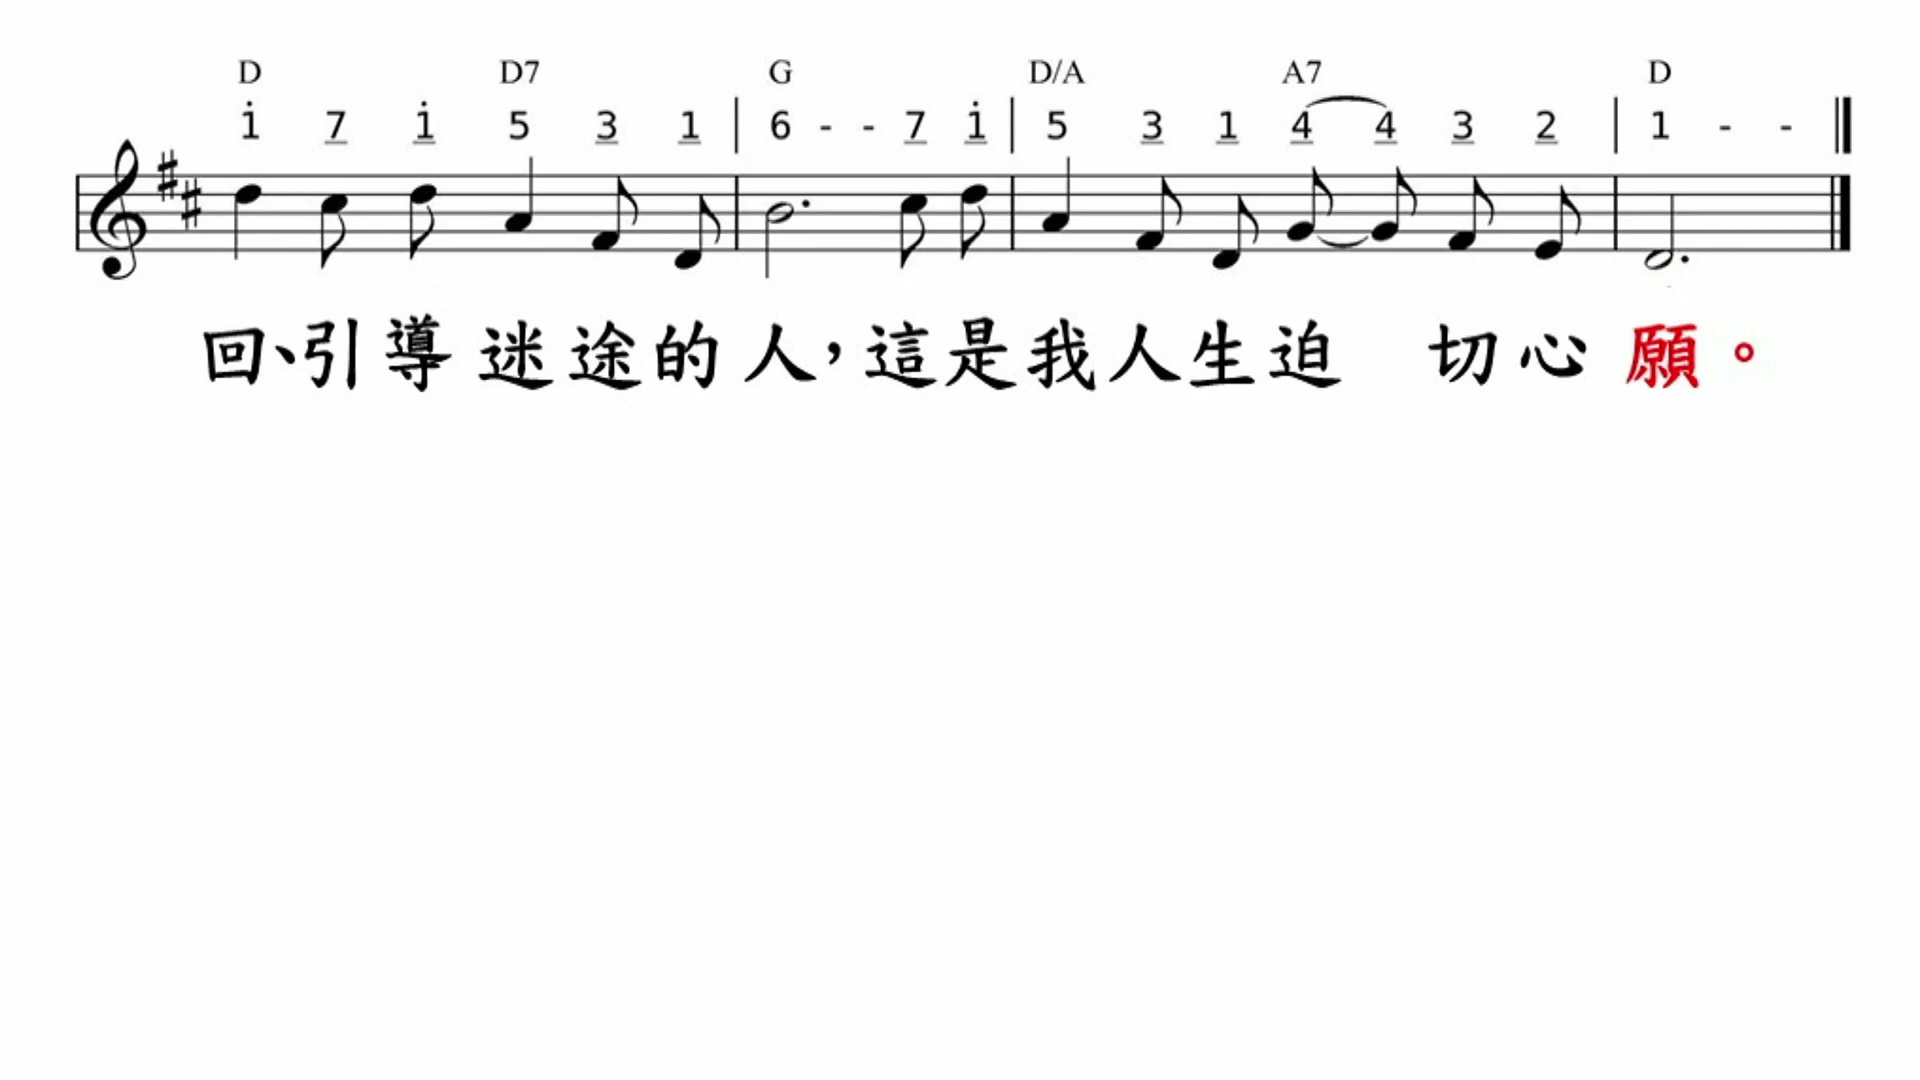 D D7 G D/A A7 D
i 7 i 5 3 1 | 6 - - 7 i | 5 3 1 4 4 3 2 | 1 - -
回、引導迷途的人，這是我人生迫 切心願。